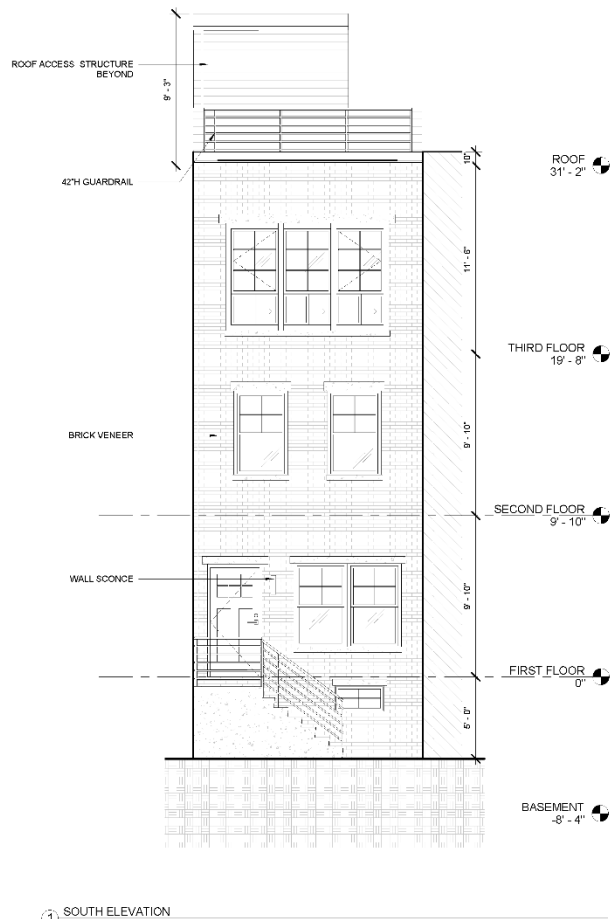 ROOF ACCESS STRUCTURE
BEYOND
9' - 3"
42"H GUARDRAIL
10"
ROOF
31' - 2"
11' - 6"
THIRD FLOOR
19' - 8"
BRICK VENEER
9' - 10"
SECOND FLOOR
9' - 10"
WALL SCONCE
9' - 10"
FIRST FLOOR
0"
5' - 0"
BASEMENT
-8' - 4"
1 SOUTH ELEVATION